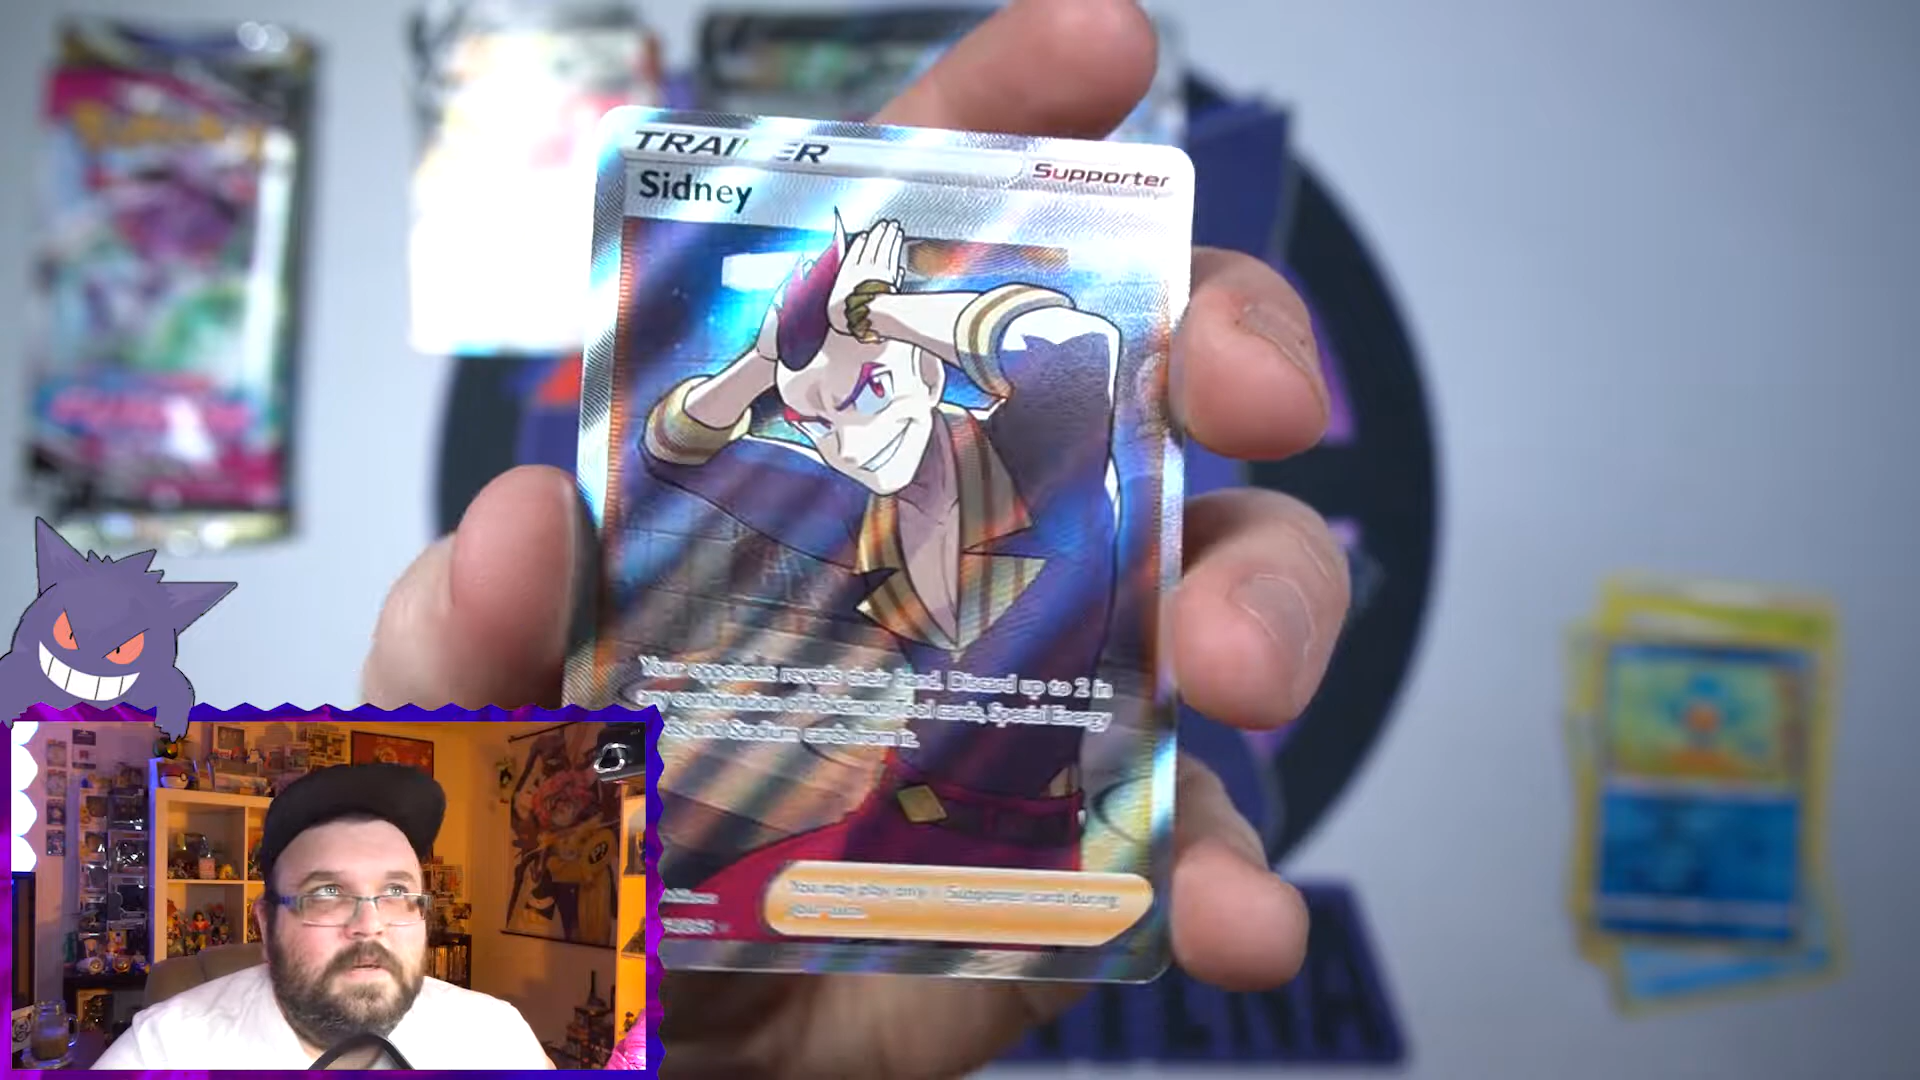 TRAINER
Supporter
Sidney
Your opponent reveals their hand. Discard up to 2 in
any combination of Pokémon Tool cards, Special Energy
and Stadium cards from it.
You may play only 1 Supporter card during
your turn.